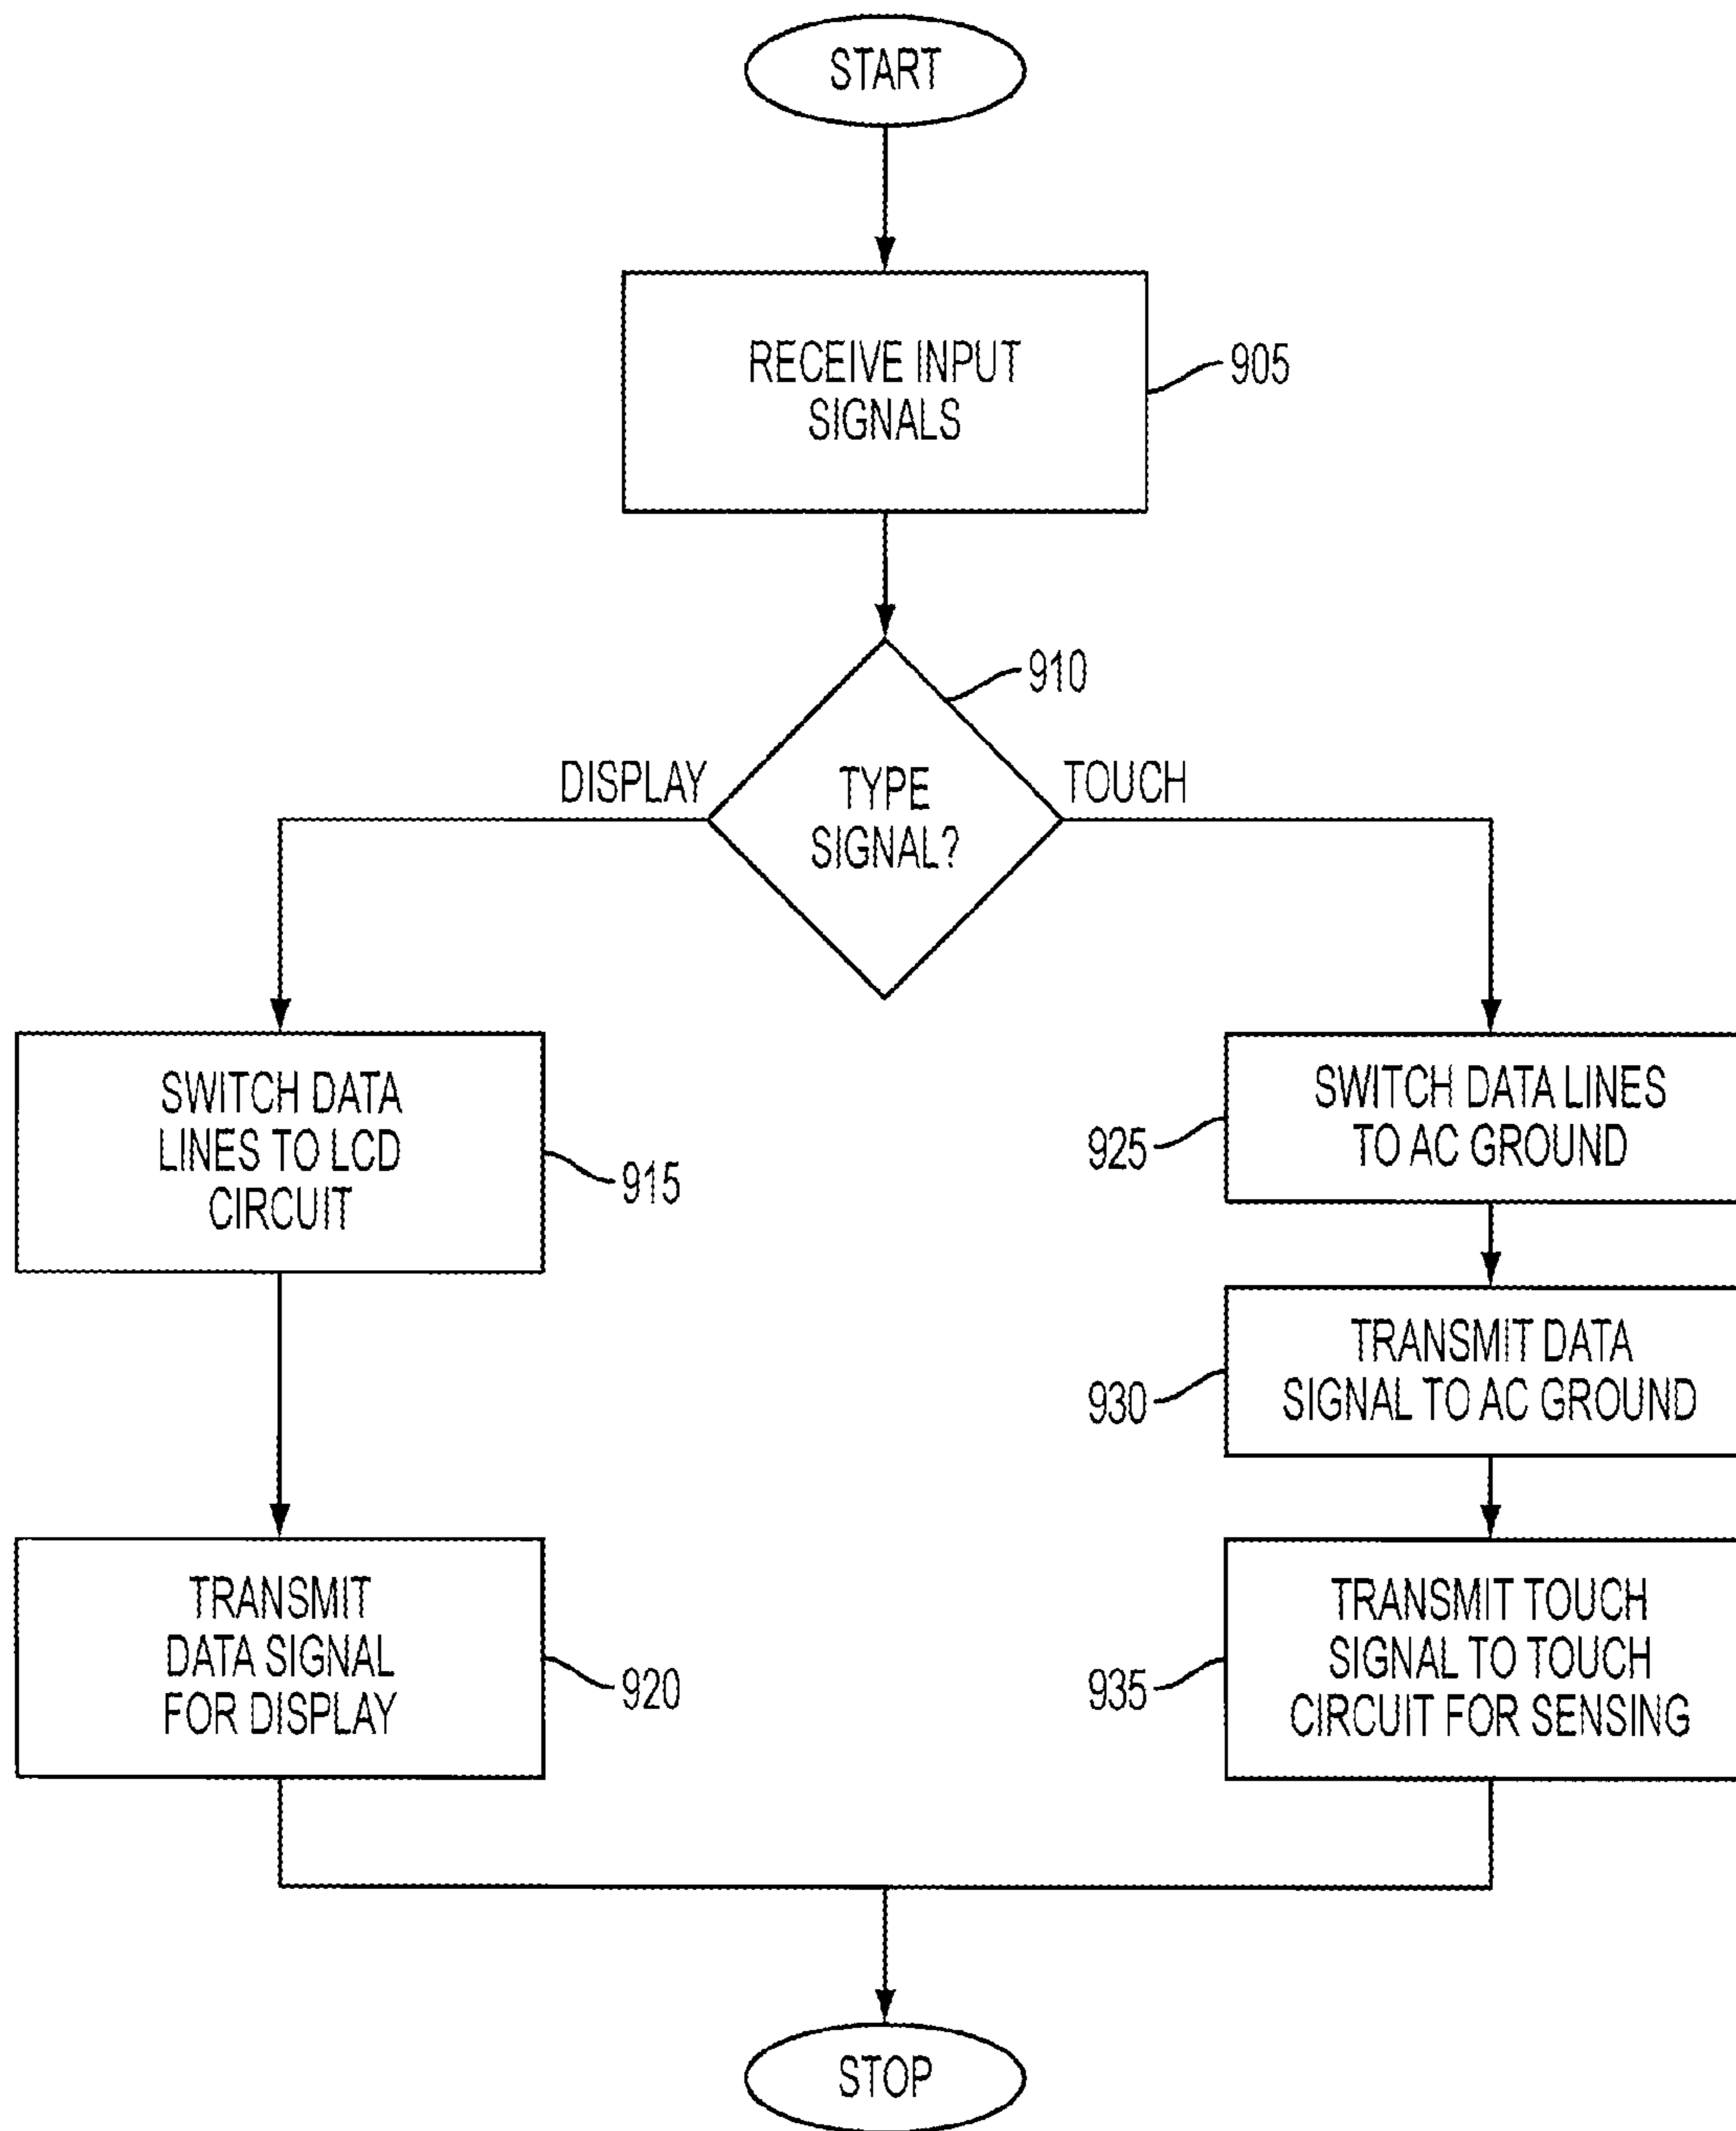 START
RECEIVE INPUT
SIGNALS
905
910
DISPLAY
TYPE
SIGNAL?
TOUCH
SWITCH DATA
LINES TO LCD
CIRCUIT
915
SWITCH DATA LINES
TO AC GROUND
925
TRANSMIT DATA
SIGNAL TO AC GROUND
930
TRANSMIT
DATA SIGNAL
FOR DISPLAY
920
TRANSMIT TOUCH
SIGNAL TO TOUCH
CIRCUIT FOR SENSING
935
STOP